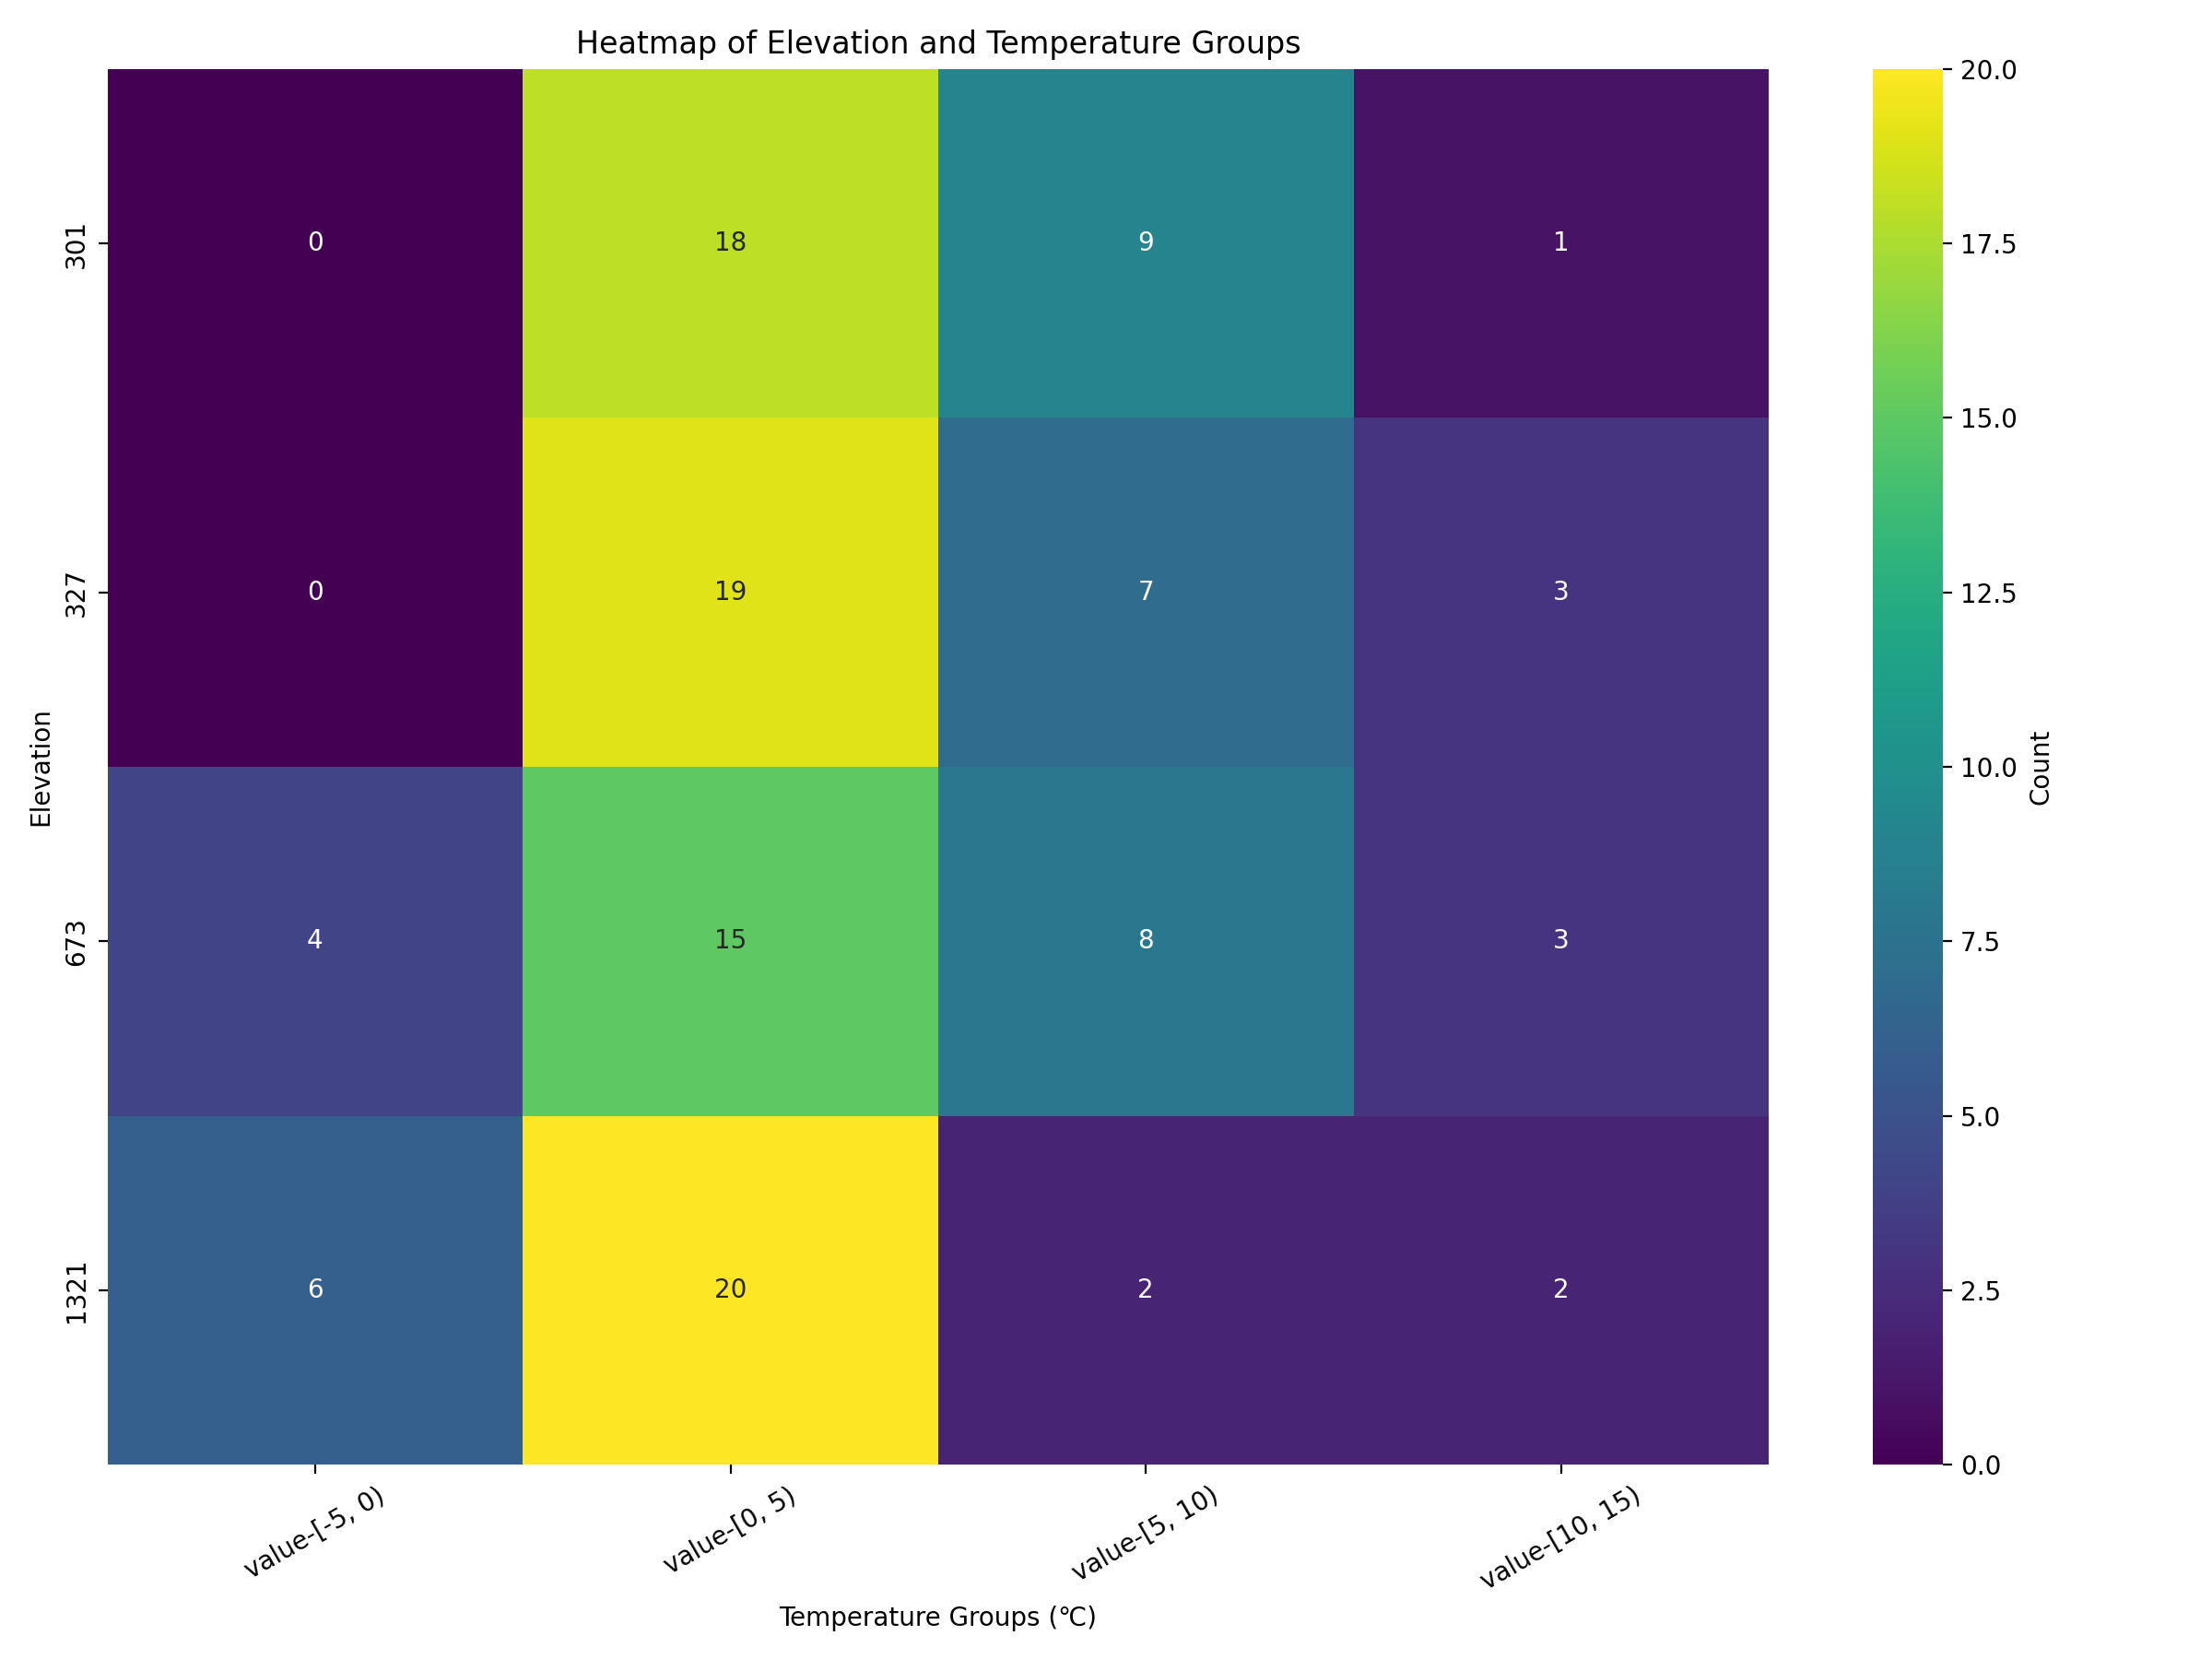 Heatmap of Elevation and Temperature Groups
Elevation
301
0 18 9 1
327
0 19 7 3
673
4 15 8 3
1321
6 20 2 2
value-[-5, 0) value-[0, 5) value-[5, 10) value-[10, 15)
Temperature Groups (℃)
20.0
17.5
15.0
12.5
10.0
7.5
5.0
2.5
0.0
Count